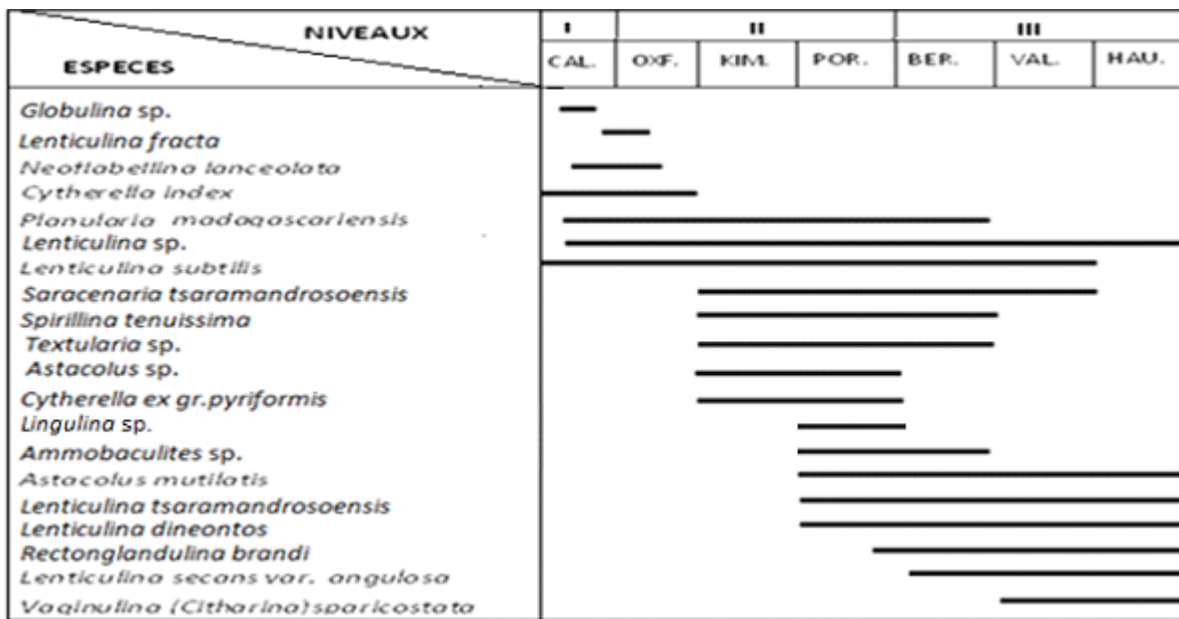 NIVEAUX
ESPECES
I II III
CAL. OXF. KIM. POR. BER. VAL. HAU.
Globulina sp.
Lenticulina fracta
Neoflabellina lanceolata
Cytherella index
Planularia madagascariensis
Lenticulina sp.
Lenticulina subtilis
Saracenaria tsaramandrosoensis
Spirillina tenuissima
Textularia sp.
Astacolus sp.
Cytherella ex gr.pyriformis
Lingulina sp.
Ammobaculites sp.
Astacolus mutilatis
Lenticulina tsaramandrosoensis
Lenticulina dineontos
Rectonglandulina brandi
Lenticulina secans var. angulosa
Vaginulina (Citharina) sparicostata